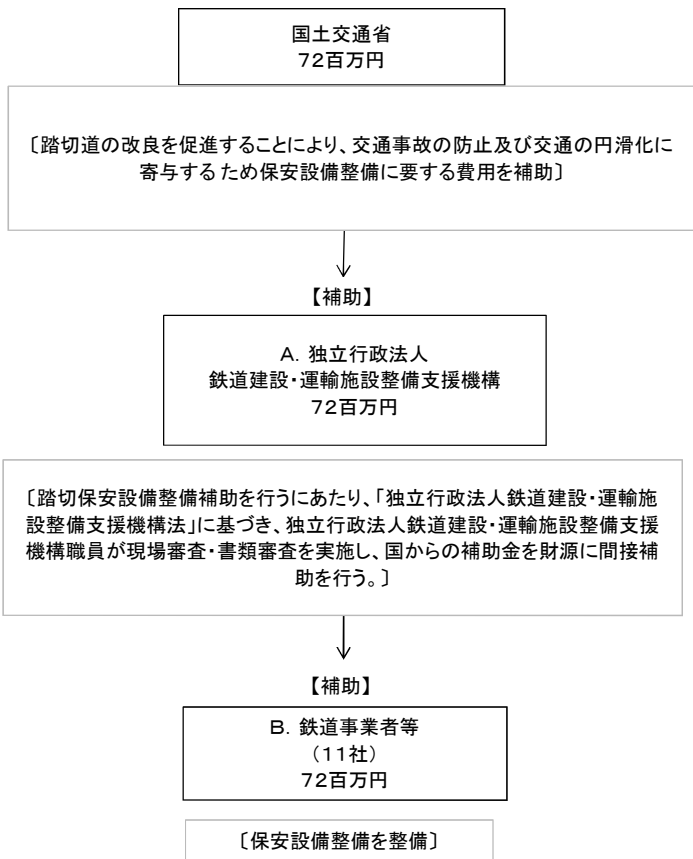 国土交通省
72百万円
〔踏切道の改良を促進することにより、交通事故の防止及び交通の円滑化に
寄与するため保安設備整備に要する費用を補助〕
【補助】
A. 独立行政法人
鉄道建設・運輸施設整備支援機構
72百万円
〔踏切保安設備整備補助を行うにあたり、「独立行政法人鉄道建設・運輸施
設整備支援機構法」に基づき、独立行政法人鉄道建設・運輸施設整備支援
機構職員が現場審査・書類審査を実施し、国からの補助金を財源に間接補
助を行う。〕
【補助】
B. 鉄道事業者等
(11社)
72百万円
〔保安設備整備を整備〕